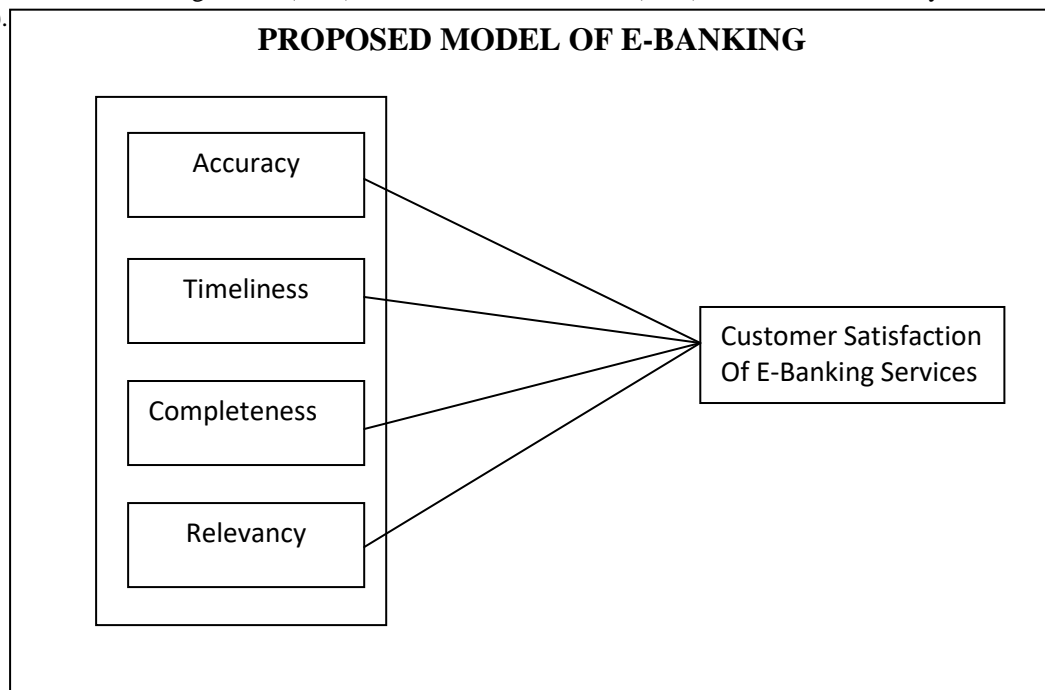 .
PROPOSED MODEL OF E-BANKING
Accuracy
Timeliness
Completeness
Relevancy
Customer Satisfaction
Of E-Banking Services